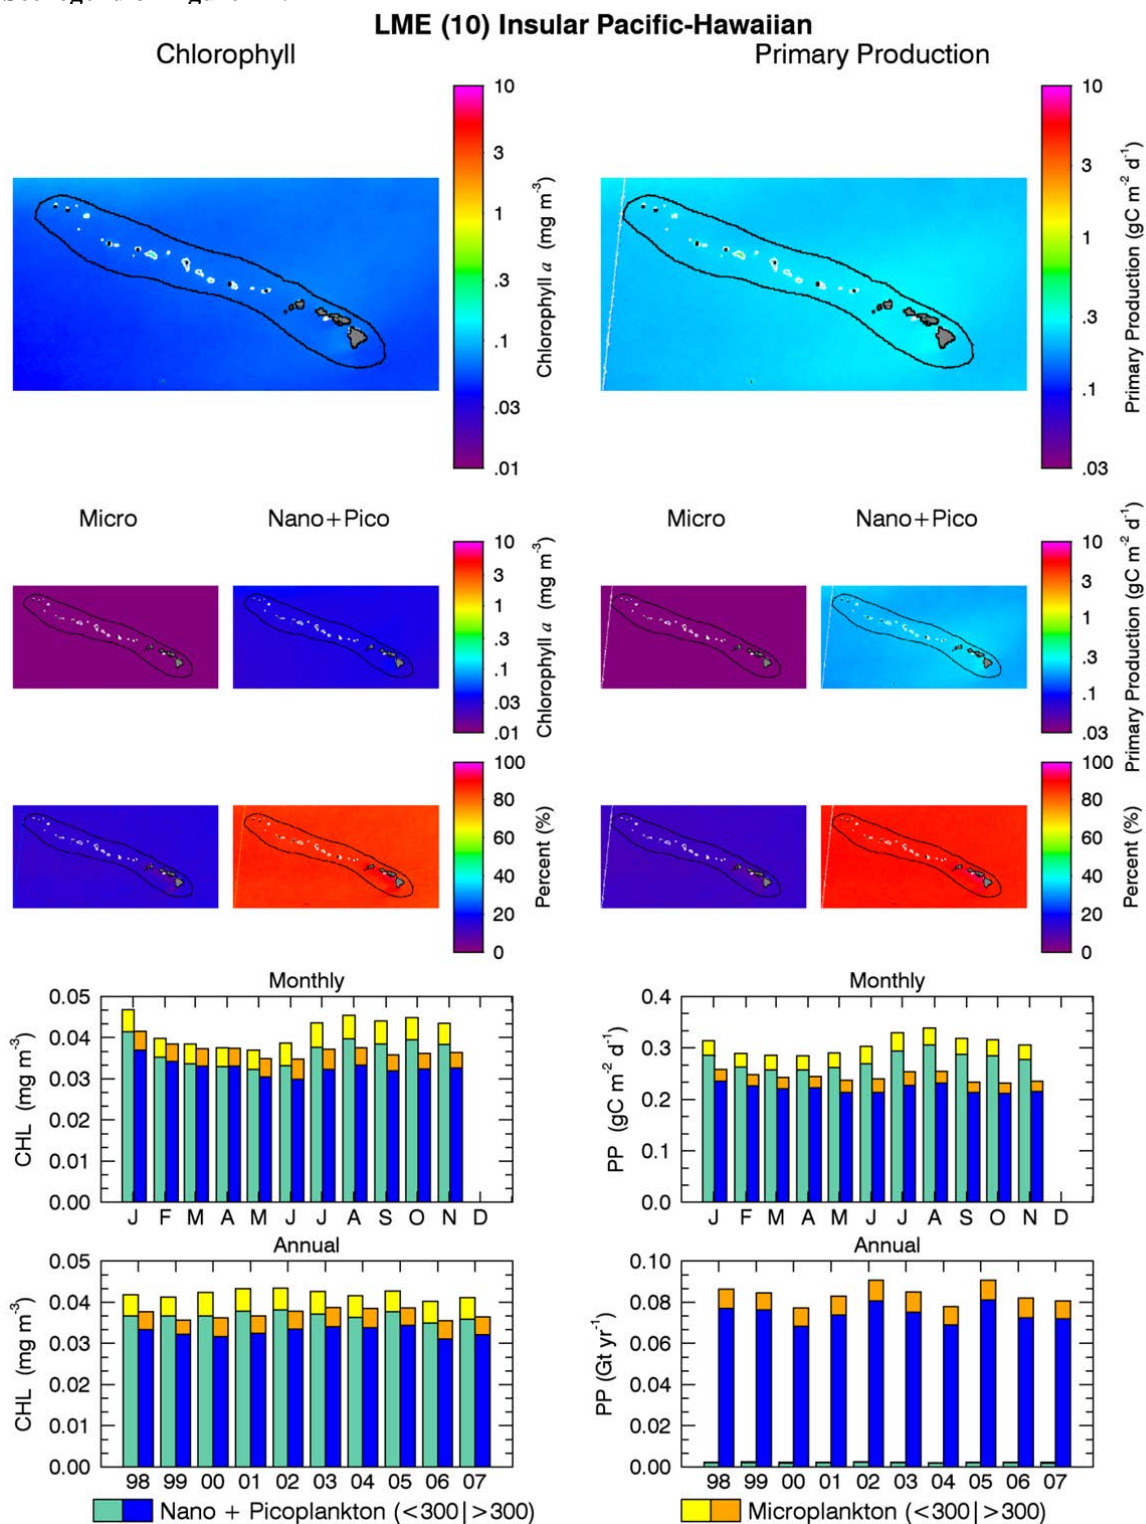 LME (10) Insular Pacific-Hawaiian
Chlorophyll
10
3
1
.3
.1
.03
.01
Chlorophyll a (mg m-3)
Primary Production
10
3
1
.3
.1
.03
Primary Production (gC m-2 d-1)
Micro
Nano+Pico
10
3
1
.3
.1
.03
.01
Chlorophyll a (mg m-3)
Micro
Nano+Pico
10
3
1
.3
.1
.03
Primary Production (gC m-2 d-1)
100
80
60
40
20
0
Percent (%)
100
80
60
40
20
0
Percent (%)
Monthly
CHL (mg m-3)
0.05
0.04
0.03
0.02
0.01
0.00
J F M A M J J A S O N D
Monthly
PP (gC m-2 d-1)
0.4
0.3
0.2
0.1
0.0
J F M A M J J A S O N D
Annual
CHL (mg m-3)
0.05
0.04
0.03
0.02
0.01
0.00
98 99 00 01 02 03 04 05 06 07
Annual
PP (Gt yr-1)
0.10
0.08
0.06
0.04
0.02
0.00
98 99 00 01 02 03 04 05 06 07
Nano + Picoplankton (<300|>300)
Microplankton (<300|>300)